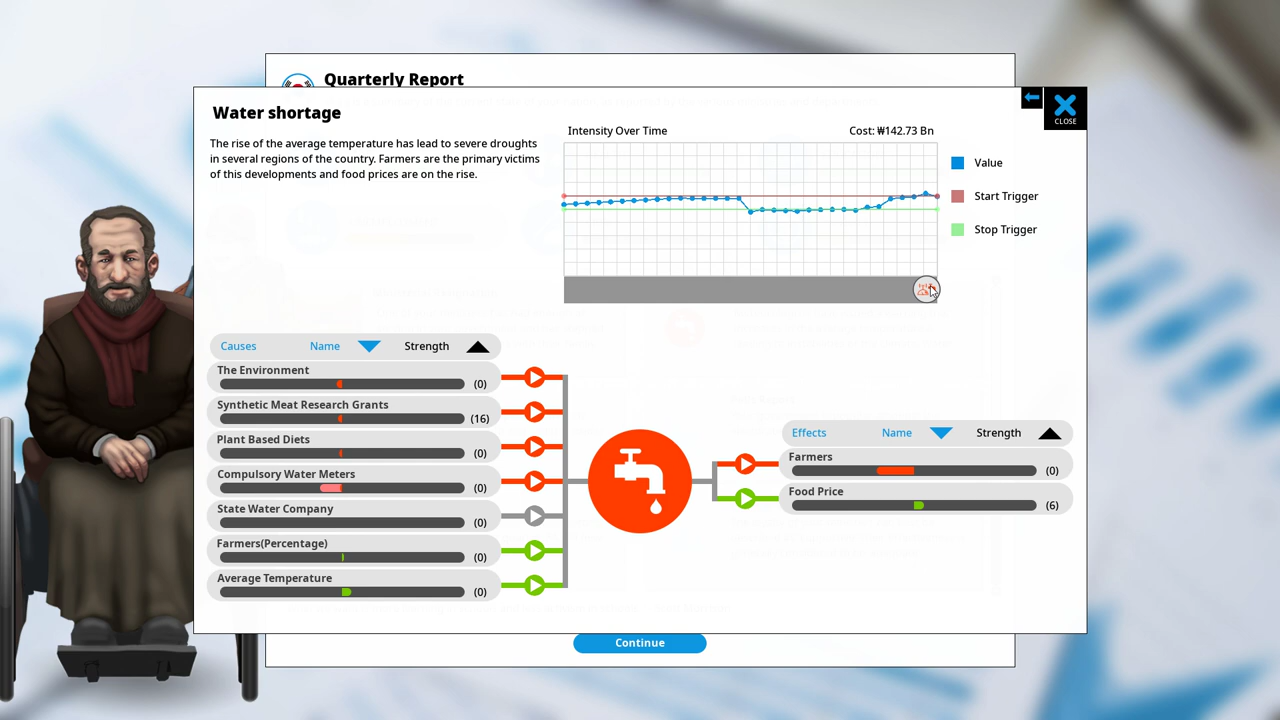 Quarterly Report
Water shortage
CLOSE
The rise of the average temperature has lead to severe droughts
in several regions of the country. Farmers are the primary victims
of this developments and food prices are on the rise.
Intensity Over Time
Cost: ₩142.73 Bn
Value
Start Trigger
Stop Trigger
Causes Name Strength
The Environment
(0)
Synthetic Meat Research Grants
(16)
Plant Based Diets
(0)
Compulsory Water Meters
(0)
State Water Company
(0)
Farmers(Percentage)
(0)
Average Temperature
(0)
Effects Name Strength
Farmers
(0)
Food Price
(6)
Continue